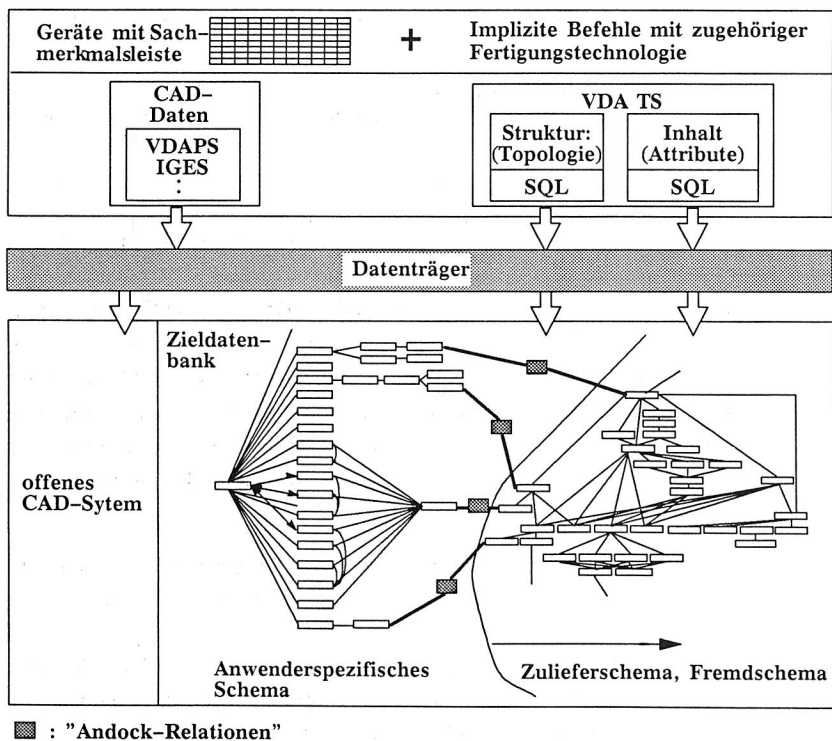 Geräte mit Sach-
merkmalsleiste
+
Implizite Befehle mit zugehöriger
Fertigungstechnologie
CAD-
Daten
VDAPS
IGES
:
VDA TS
Struktur:
(Topologie)
SQL
Inhalt
(Attribute)
SQL
Datenträger
Zieldaten-
bank
offenes
CAD-Sytem
Anwenderspezifisches
Schema
Zulieferschema, Fremdschema
: "Andock-Relationen"